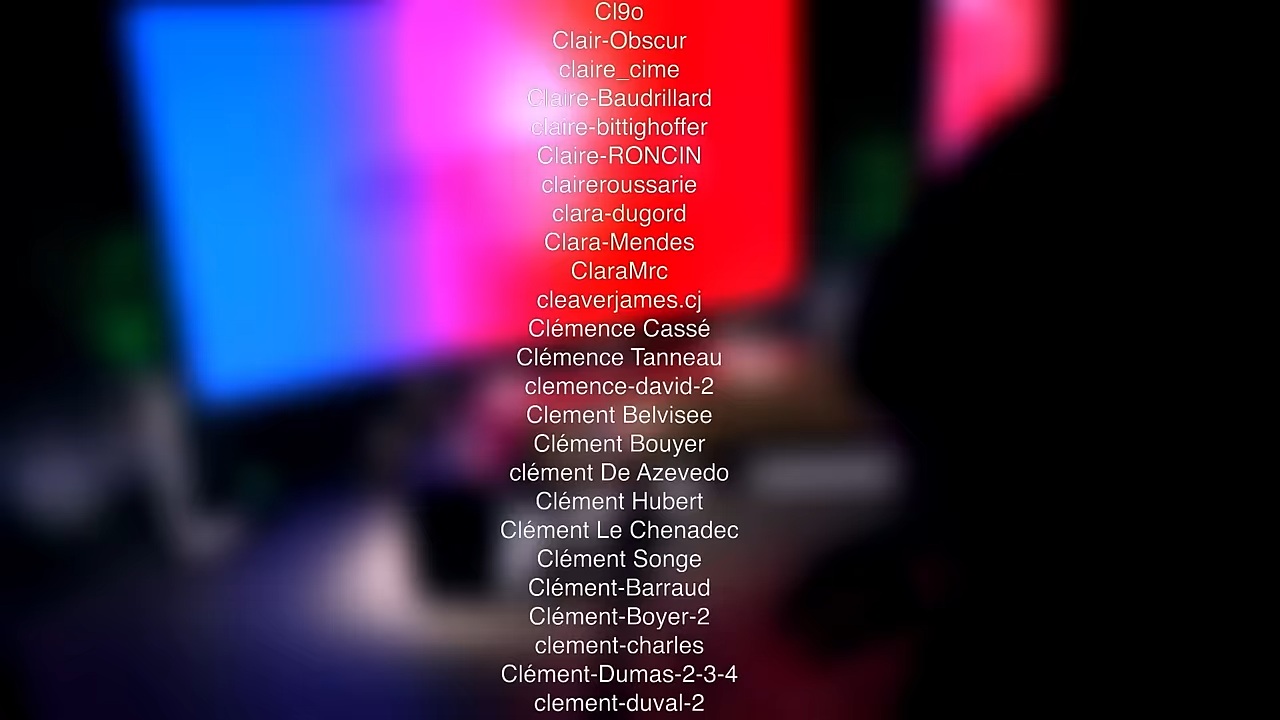 Cl9o
Clair-Obscur
claire_cime
Claire-Baudrillard
claire-bittighoffer
Claire-RONCIN
claireroussarie
clara-dugord
Clara-Mendes
ClaraMrc
cleaverjames.cj
Clémence Cassé
Clémence Tanneau
clemence-david-2
Clement Belvisee
Clément Bouyer
clément De Azevedo
Clément Hubert
Clément Le Chenadec
Clément Songe
Clément-Barraud
Clément-Boyer-2
clement-charles
Clément-Dumas-2-3-4
clement-duval-2